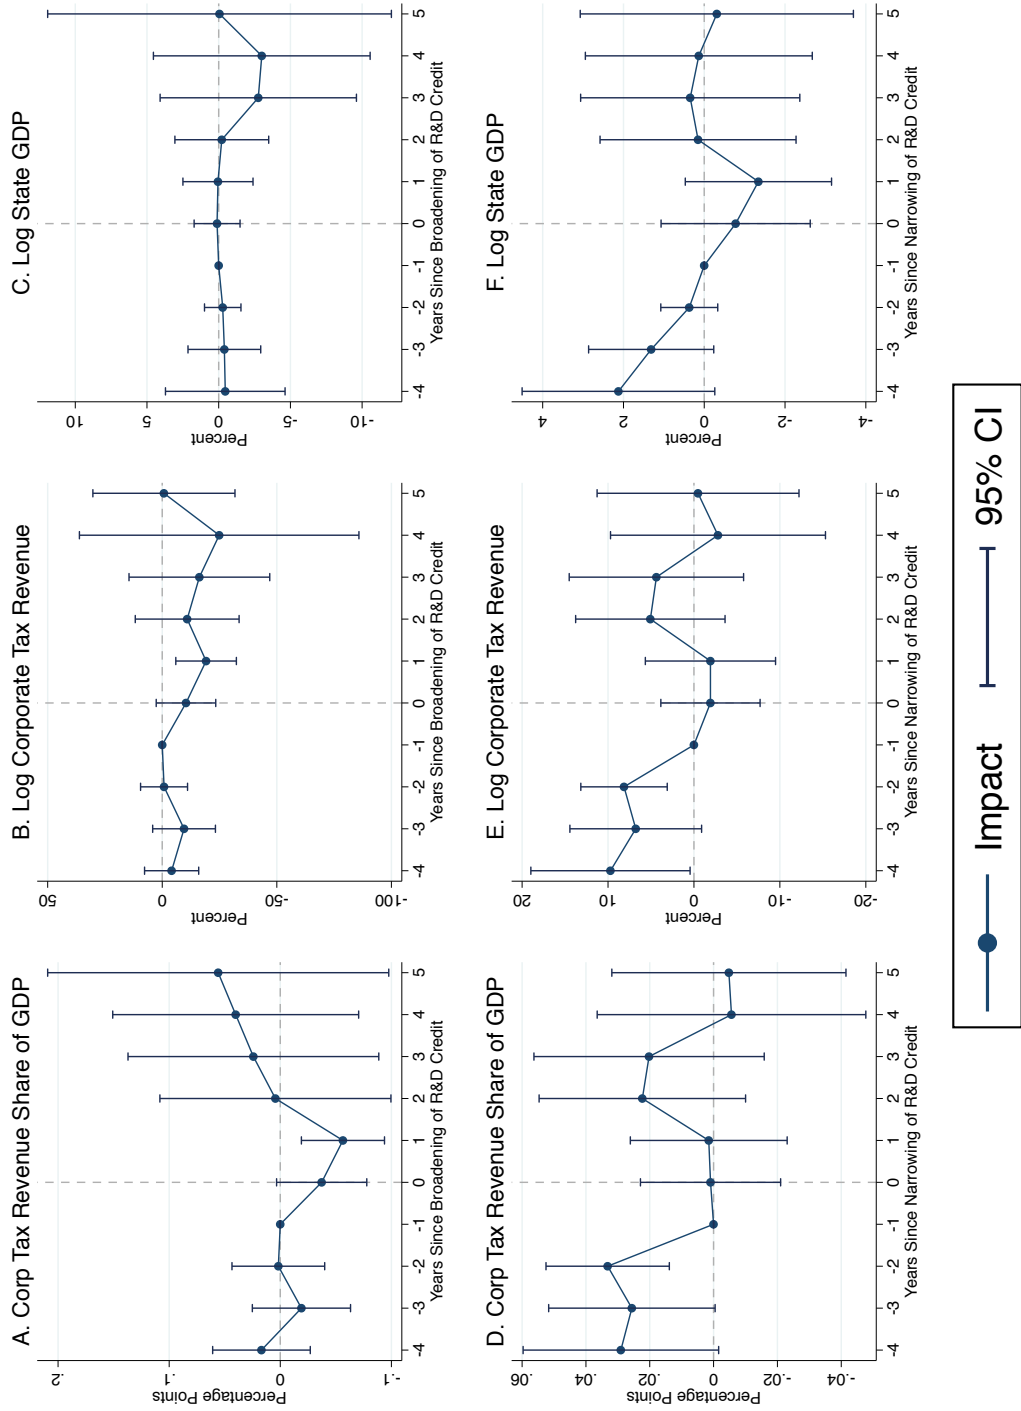 A. Corp Tax Revenue Share of GDP
Percentage Points
.2
.1
0
-.1
-4 -3 -2 -1 0 1 2 3 4 5
Years Since Broadening of R&D Credit
B. Log Corporate Tax Revenue
Percent
50
0
-50
-100
-4 -3 -2 -1 0 1 2 3 4 5
Years Since Broadening of R&D Credit
C. Log State GDP
Percent
10
5
0
-5
-10
-4 -3 -2 -1 0 1 2 3 4 5
Years Since Broadening of R&D Credit
D. Corp Tax Revenue Share of GDP
Percentage Points
.06
.04
.02
0
-.02
-.04
-4 -3 -2 -1 0 1 2 3 4 5
Years Since Narrowing of R&D Credit
E. Log Corporate Tax Revenue
Percent
20
10
0
-10
-20
-4 -3 -2 -1 0 1 2 3 4 5
Years Since Narrowing of R&D Credit
F. Log State GDP
Percent
4
2
0
-2
-4
-4 -3 -2 -1 0 1 2 3 4 5
Years Since Narrowing of R&D Credit
Impact 95% CI